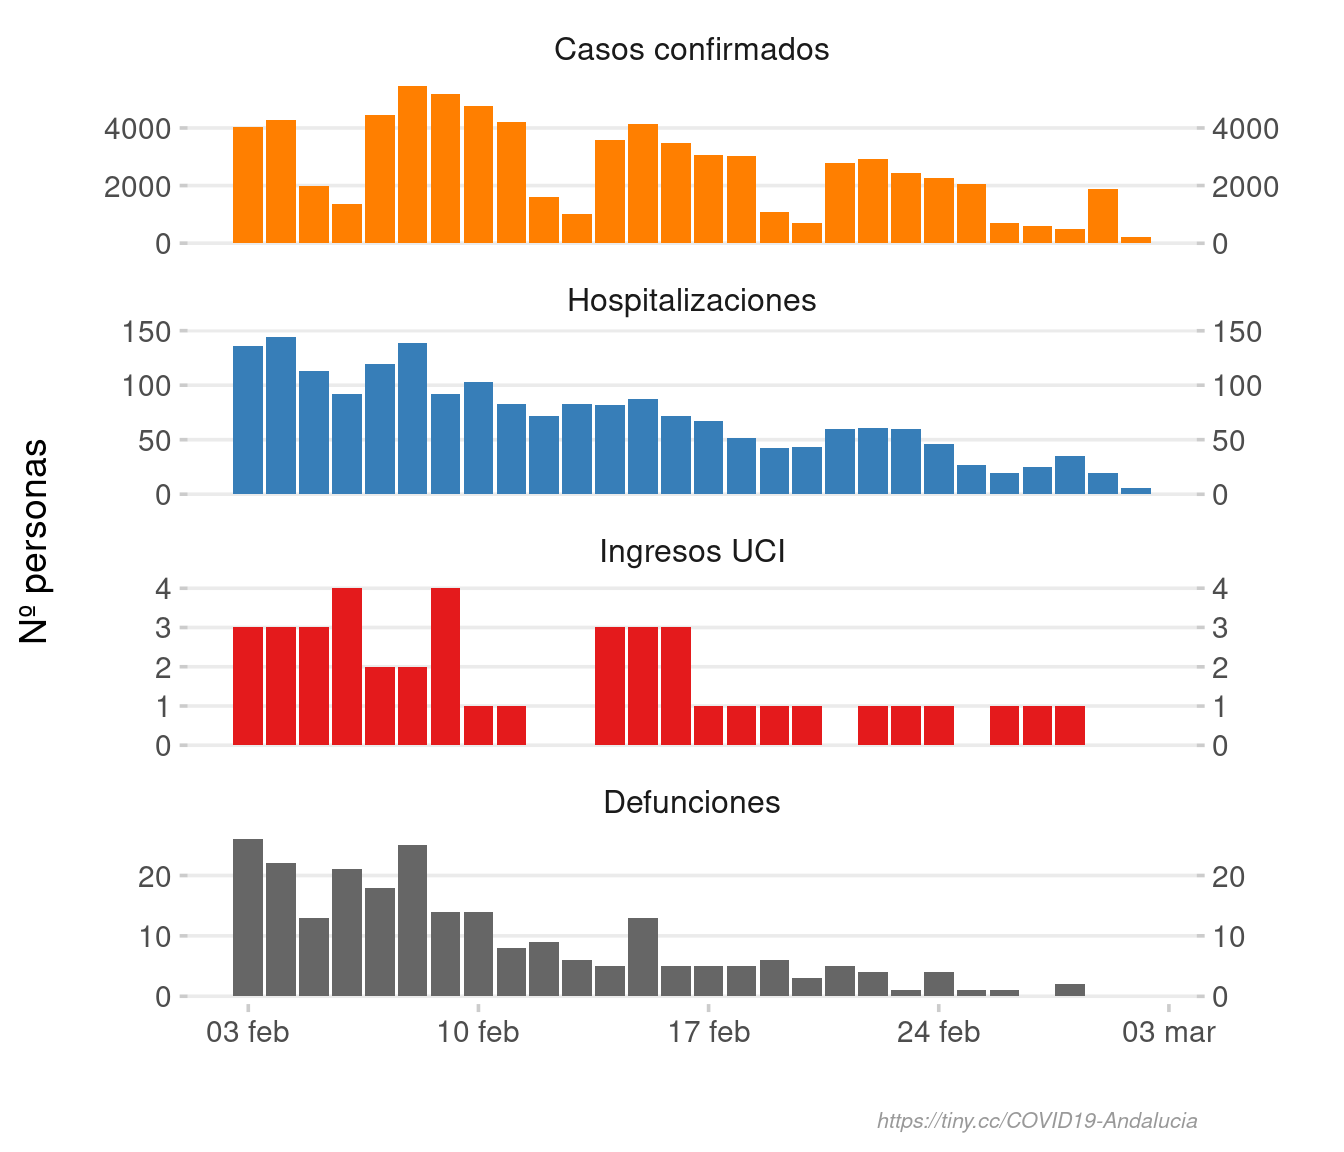 Casos confirmados
4000 4000
2000 2000
0 0
Hospitalizaciones
150 150
100 100
50 50
0 0
Nº personas
Ingresos UCI
4 4
3 3
2 2
1 1
0 0
Defunciones
20 20
10 10
0 0
03 feb 10 feb 17 feb 24 feb 03 mar
https://tiny.cc/COVID19-Andalucia